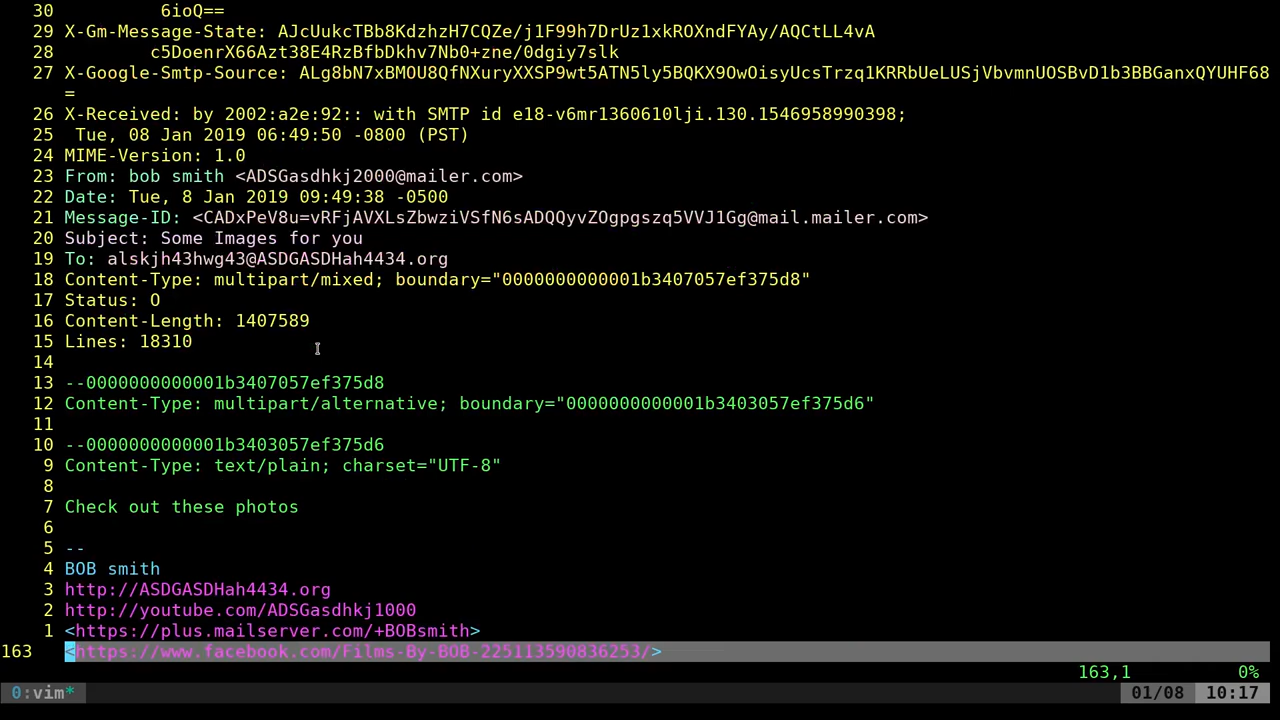 30          6ioQ==
29 X-Gm-Message-State: AJcUukcTBb8KdzhzH7CQZe/j1F99h7DrUz1xkROXndFYAy/AQCtLL4vA
28         c5DoenrX66Azt38E4RzBfbDkhv7Nb0+zne/0dgiy7slk
27 X-Google-Smtp-Source: ALg8bN7xBMOU8QfNXuryXXSP9wt5ATN5ly5BQKX9OwOisyUcsTrzq1KRRbUeLUSjVbvmnUOSBvD1b3BBGanxQYUHF68
=
26 X-Received: by 2002:a2e:92:: with SMTP id e18-v6mr1360610lji.130.1546958990398;
25  Tue, 08 Jan 2019 06:49:50 -0800 (PST)
24 MIME-Version: 1.0
23 From: bob smith <ADSGasdhkj2000@mailer.com>
22 Date: Tue, 8 Jan 2019 09:49:38 -0500
21 Message-ID: <CADxPeV8u=vRFjAVXLsZbwziVSfN6sADQQyvZOgpgszq5VVJ1Gg@mail.mailer.com>
20 Subject: Some Images for you
19 To: alskjh43hwg43@ASDGASDHah4434.org
18 Content-Type: multipart/mixed; boundary="0000000000001b3407057ef375d8"
17 Status: O
16 Content-Length: 1407589
15 Lines: 18310
14
13 --0000000000001b3407057ef375d8
12 Content-Type: multipart/alternative; boundary="0000000000001b3403057ef375d6"
11
10 --0000000000001b3403057ef375d6
9 Content-Type: text/plain; charset="UTF-8"
8
7 Check out these photos
6
5 --
4 BOB smith
3 http://ASDGASDHah4434.org
2 http://youtube.com/ADSGasdhkj1000
1 <https://plus.mailserver.com/+BOBsmith>
163 <https://www.facebook.com/Films-By-BOB-225113590836253/>
163,1 0%
0:vim* 01/08 10:17